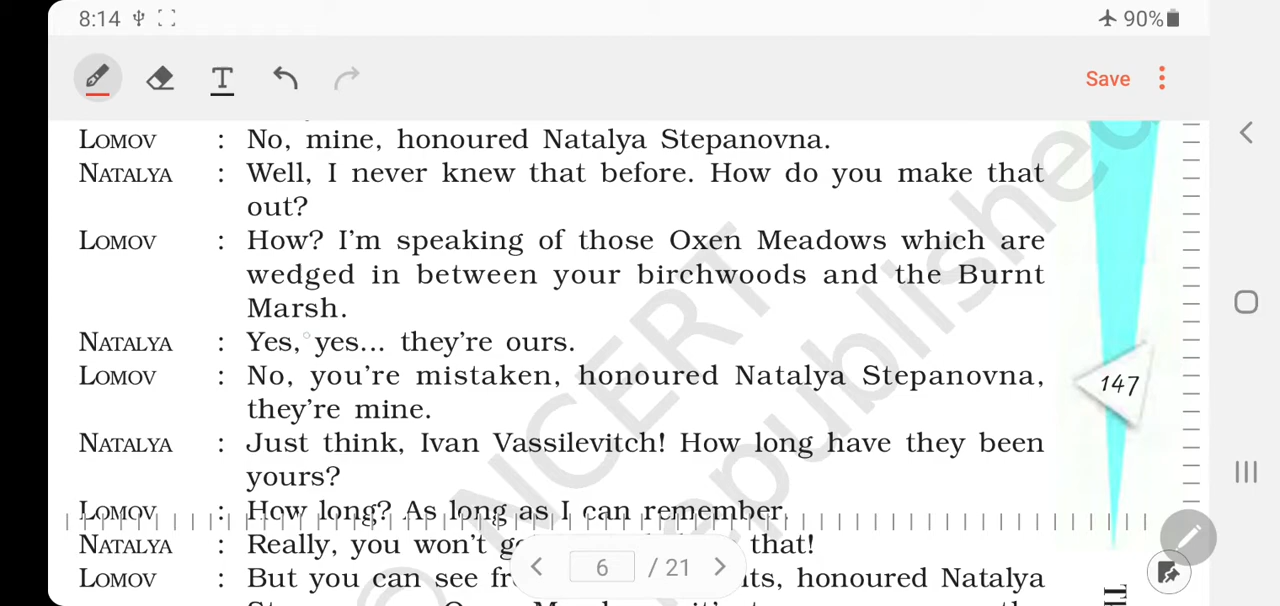 8:14 90%
T Save
LOMOV : No, mine, honoured Natalya Stepanovna.
NATALYA : Well, I never knew that before. How do you make that
out?
LOMOV : How? I'm speaking of those Oxen Meadows which are
wedged in between your birchwoods and the Burnt
Marsh.
NATALYA : Yes, yes... they're ours.
LOMOV : No, you're mistaken, honoured Natalya Stepanovna,
they're mine.
147
NATALYA : Just think, Ivan Vassilevitch! How long have they been
yours?
LOMOV : How long? As long as I can remember.
NATALYA : Really, you won't that!
LOMOV : But you can see honoured Natalya
6 / 21
© NCERT
republished